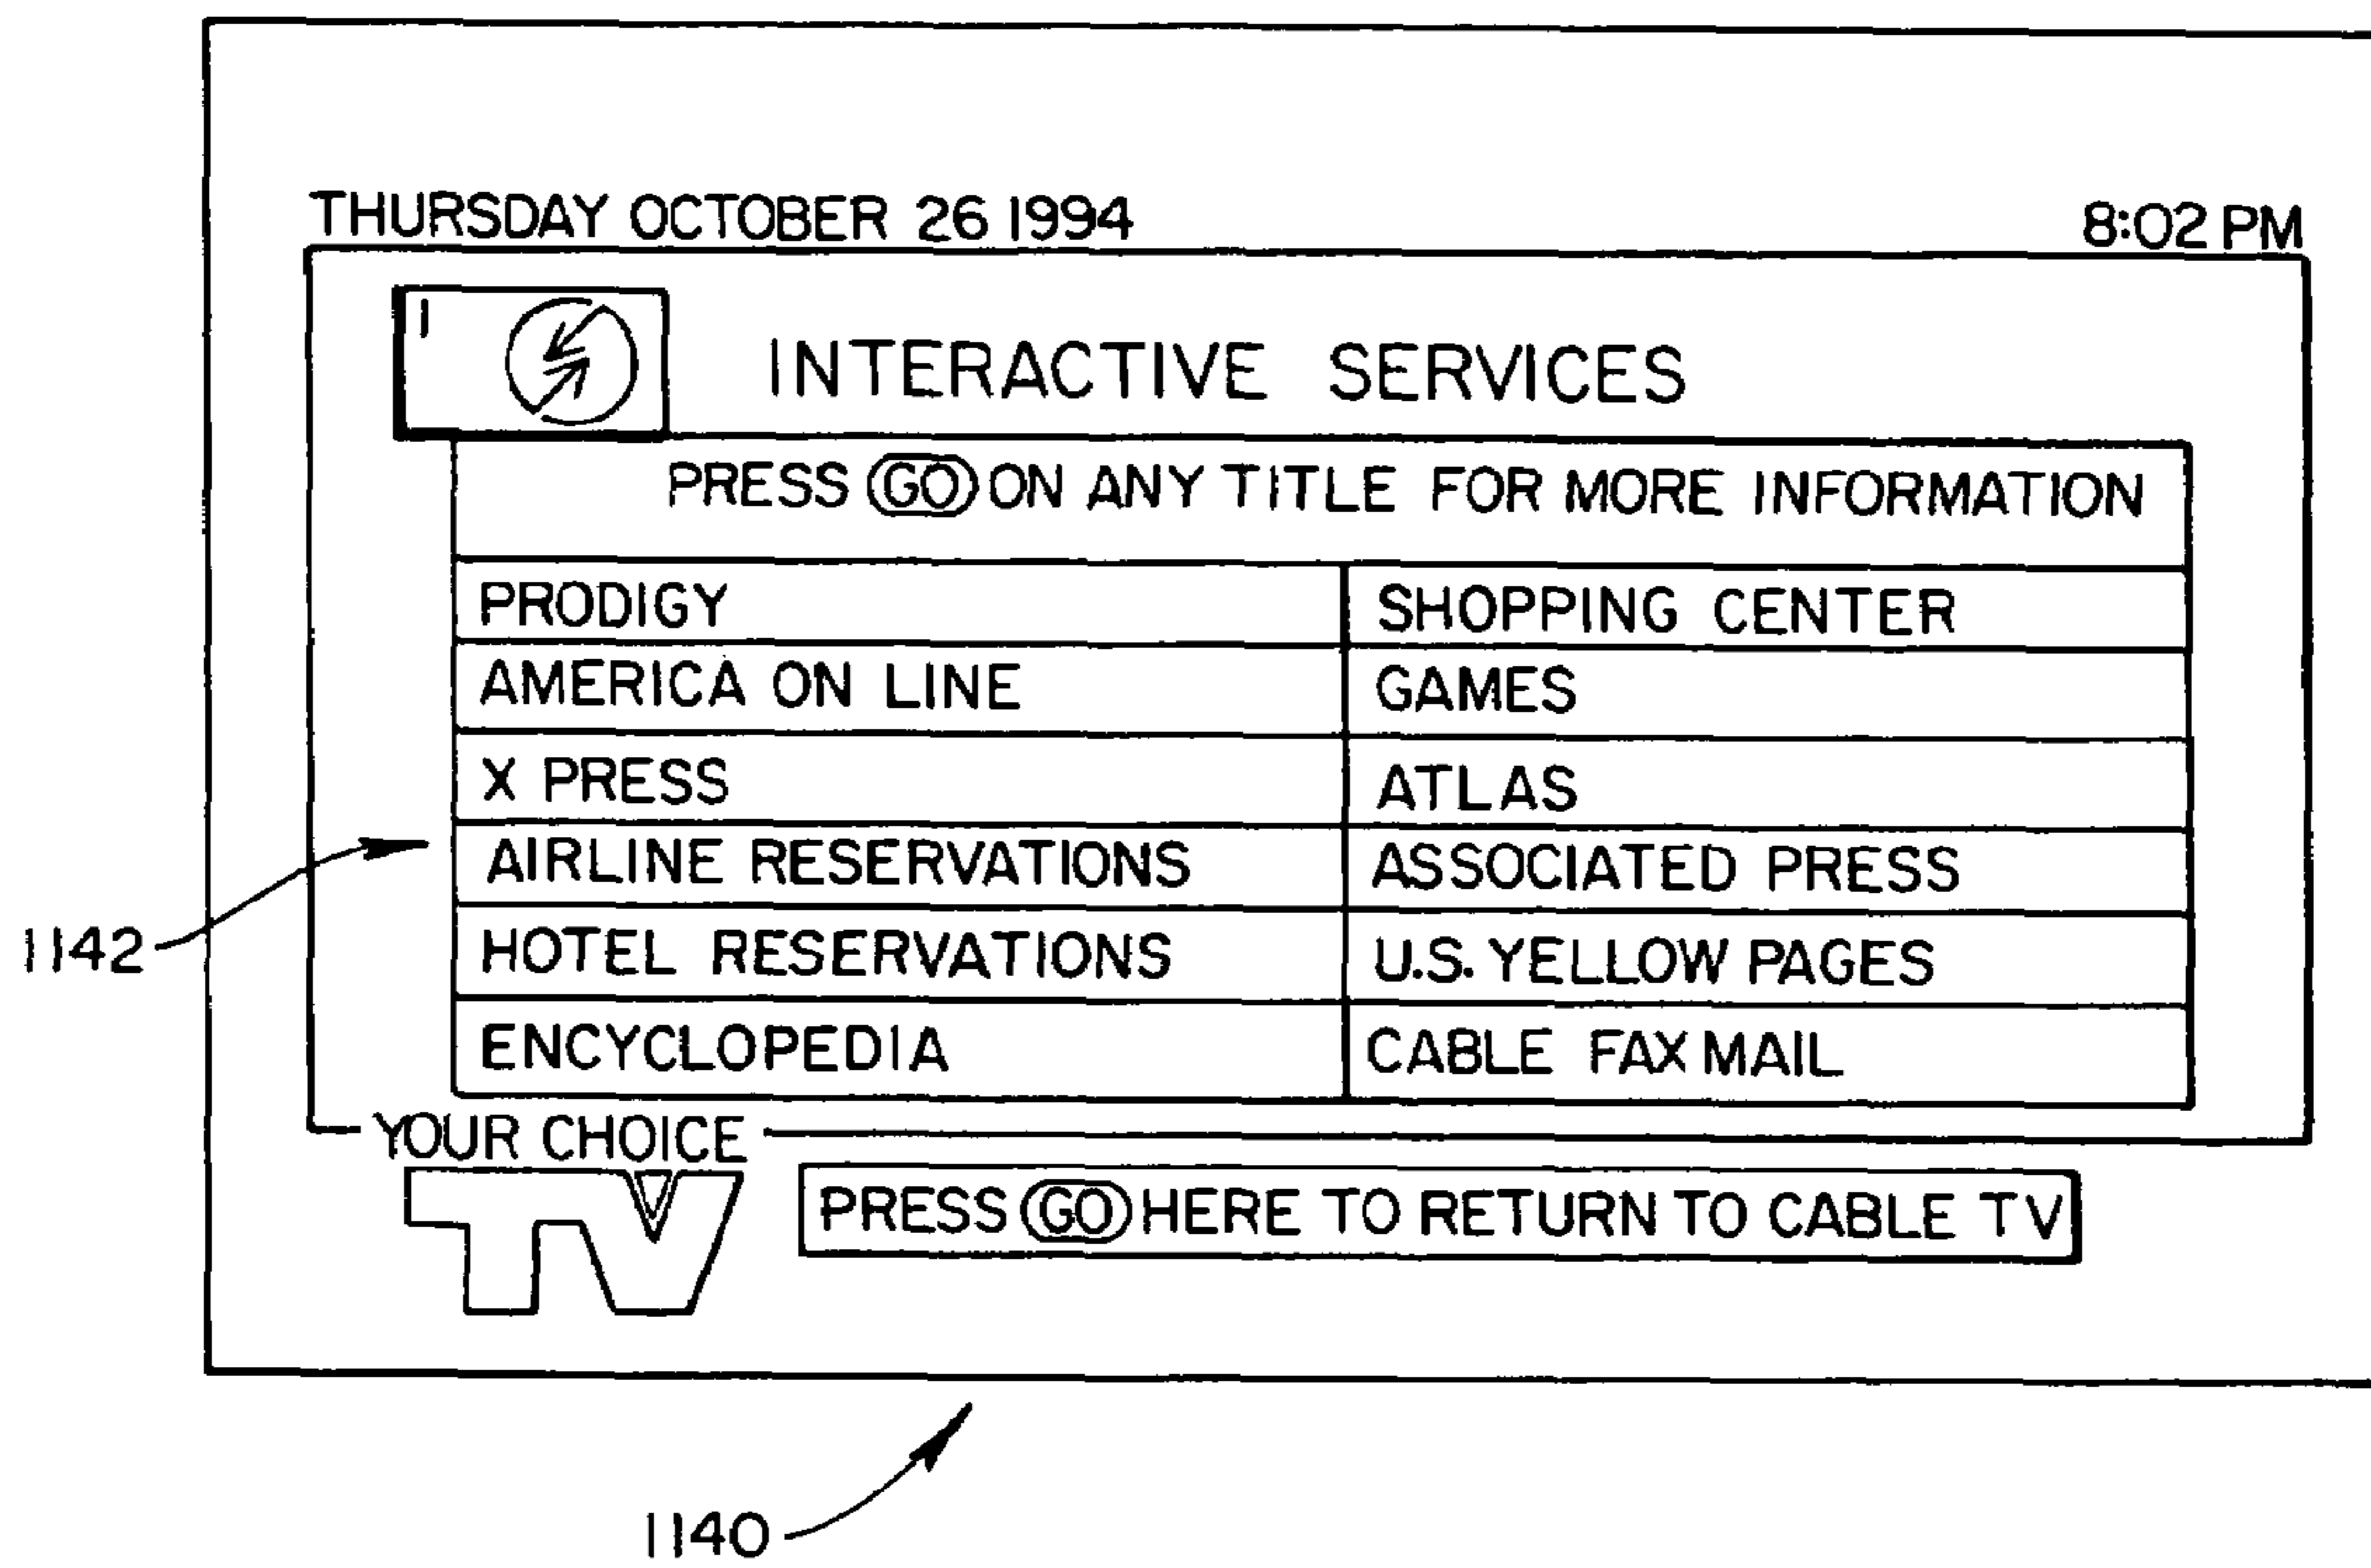 THURSDAY OCTOBER 26 1994 8:02 PM
1 INTERACTIVE SERVICES
PRESS GO ON ANY TITLE FOR MORE INFORMATION
PRODIGY SHOPPING CENTER
AMERICA ON LINE GAMES
X PRESS ATLAS
AIRLINE RESERVATIONS ASSOCIATED PRESS
1142
HOTEL RESERVATIONS U.S. YELLOW PAGES
ENCYCLOPEDIA CABLE FAX MAIL
YOUR CHOICE
TV
PRESS GO HERE TO RETURN TO CABLE TV
1140